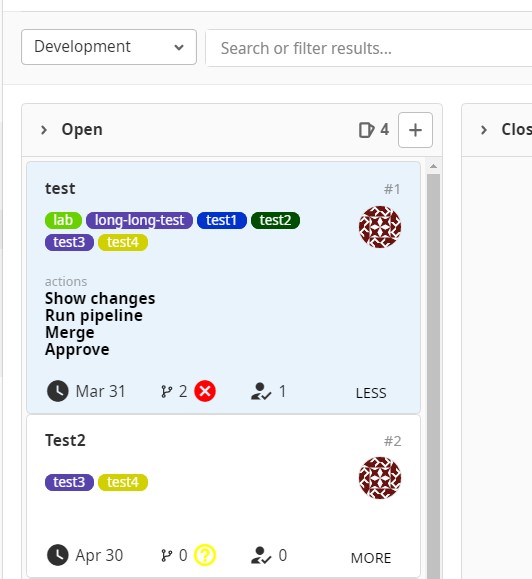 Development
Search or filter results...
Open
4
+
Clos
test
#1
lab long-long-test test1 test2
test3 test4
actions
Show changes
Run pipeline
Merge
Approve
Mar 31 2 1 LESS
Test2
#2
test3 test4
Apr 30 0 ? 0 MORE